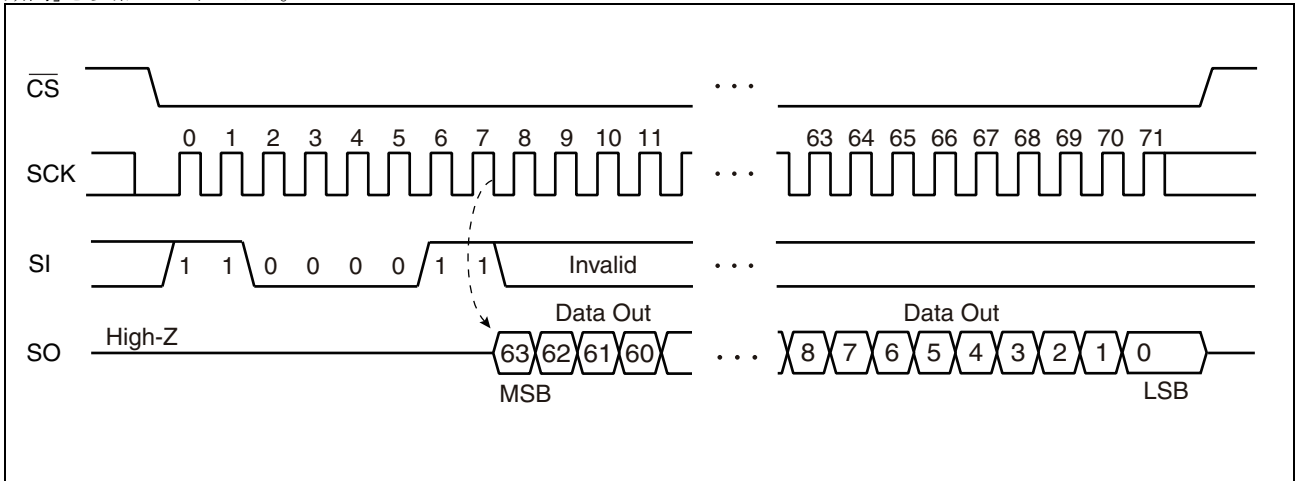 CS
...
0 1 2 3 4 5 6 7 8 9 10 11 63 64 65 66 67 68 69 70 71
SCK
...
SI
1 1 0 0 0 0 1 1
Invalid
...
Data Out
Data Out
High-Z
SO
63 62 61 60
...
8 7 6 5 4 3 2 1 0
MSB
LSB